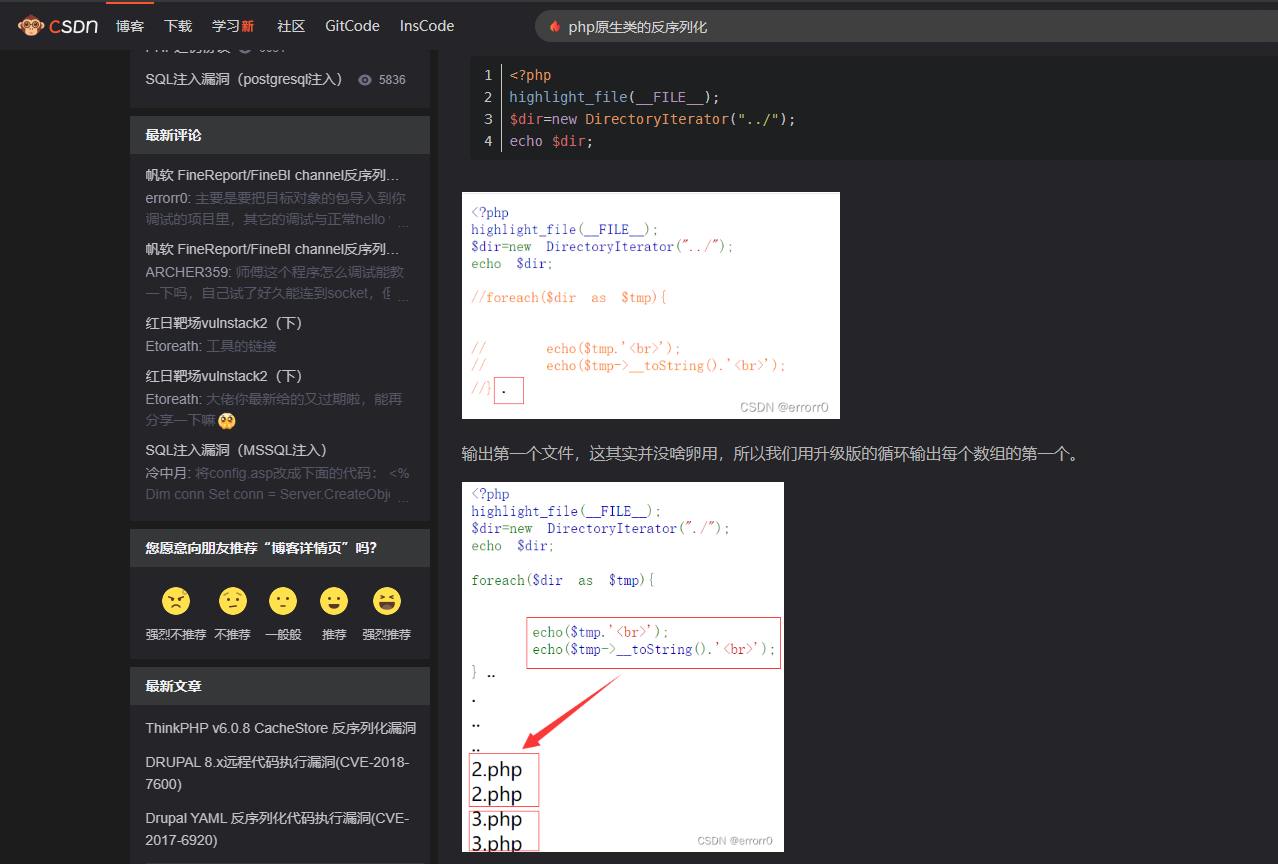 CSDN 博客 下载 学习新 社区 GitCode InsCode php原生类的反序列化
SQL注入漏洞（postgresql注入） 5836
最新评论
帆软 FineReport/FineBI channel反序列...
errorr0: 主要是要把目标对象的包导入到你
调试的项目里，其它的调试与正常hello ...
帆软 FineReport/FineBI channel反序列...
ARCHER359: 师傅这个程序怎么调试能教
一下吗，自己试了好久能连到socket，但 ...
红日靶场vulnstack2（下）
Etoreath: 工具的链接
红日靶场vulnstack2（下）
Etoreath: 大佬你最新给的又过期啦，能再
分享一下嘛
SQL注入漏洞（MSSQL注入）
冷中月: 将config.asp改成下面的代码： <%
Dim conn Set conn = Server.CreateObj ...
您愿意向朋友推荐“博客详情页”吗？
强烈不推荐 不推荐 一般般 推荐 强烈推荐
最新文章
ThinkPHP v6.0.8 CacheStore 反序列化漏洞
DRUPAL 8.x远程代码执行漏洞(CVE-2018-
7600)
Drupal YAML 反序列化代码执行漏洞(CVE-
2017-6920)
1 <?php
2 highlight_file(__FILE__);
3 $dir=new DirectoryIterator("../");
4 echo $dir;
<?php
highlight_file(__FILE__);
$dir=new DirectoryIterator("../");
echo $dir;
//foreach($dir as $tmp){
// echo($tmp.'<br>');
// echo($tmp->__toString().'<br>');
//} .
CSDN @errorr0
输出第一个文件，这其实并没啥卵用，所以我们用升级版的循环输出每个数组的第一个。
<?php
highlight_file(__FILE__);
$dir=new DirectoryIterator("./");
echo $dir;
foreach($dir as $tmp){
echo($tmp.'<br>');
echo($tmp->__toString().'<br>');
} ..
.
..
..
2.php
2.php
3.php
3.php
CSDN @errorr0